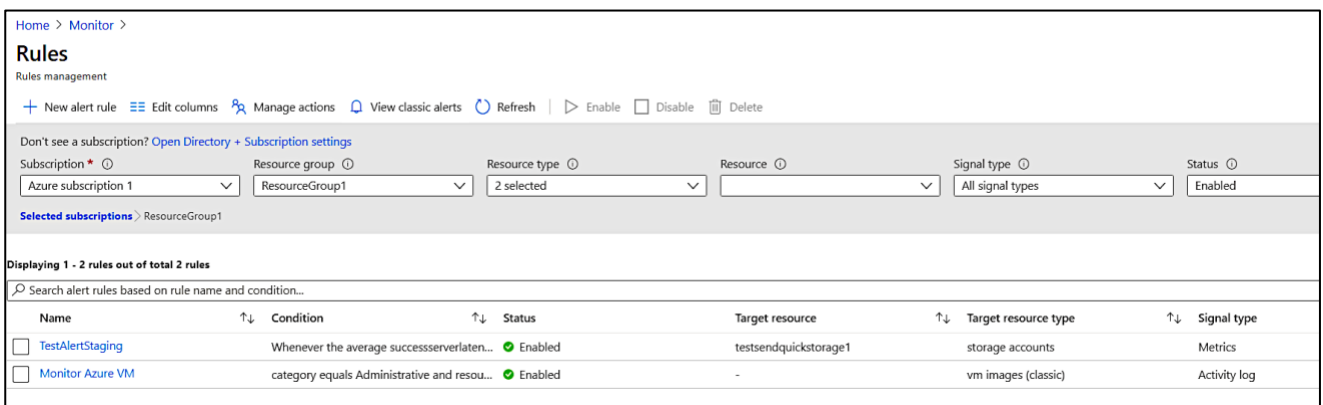 Home > Monitor >
Rules
Rules management
New alert rule Edit columns Manage actions View classic alerts Refresh Enable Disable Delete
Don't see a subscription? Open Directory + Subscription settings
Subscription * Resource group Resource type Resource Signal type Status
Azure subscription 1 ResourceGroup1 2 selected All signal types Enabled
Selected subscriptions > ResourceGroup1
Displaying 1 - 2 rules out of total 2 rules
Search alert rules based on rule name and condition...
Name Condition Status Target resource Target resource type Signal type
TestAlertStaging Whenever the average successserverlaten... Enabled testsendquickstorage1 storage accounts Metrics
Monitor Azure VM category equals Administrative and resou... Enabled - vm images (classic) Activity log